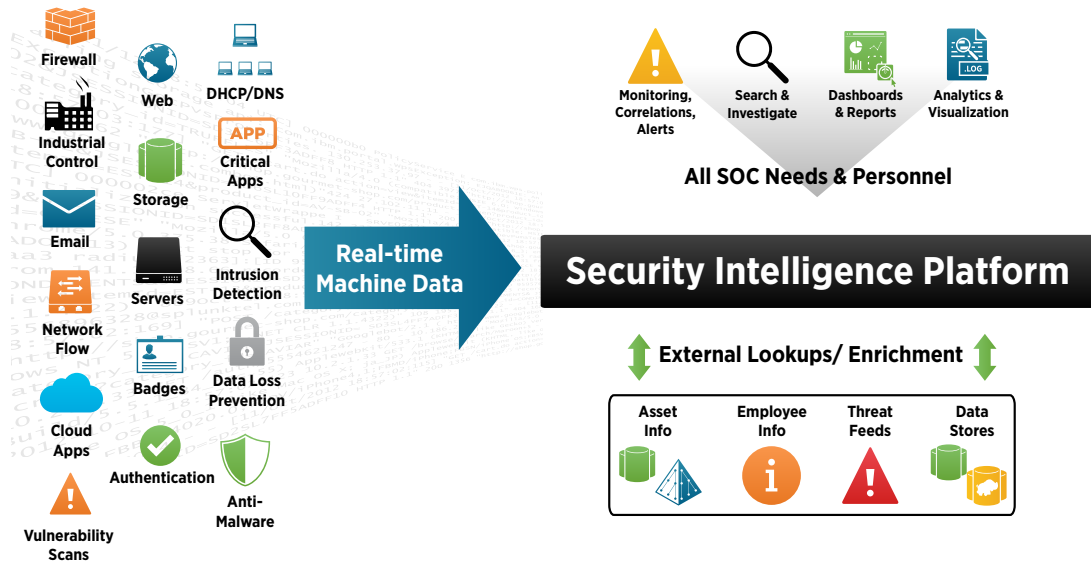 Firewall
Industrial
Control
Email
Network
Flow
Cloud
Apps
Vulnerability
Scans
Web
Storage
Servers
Badges
Authentication
DHCP/DNS
APP
Critical
Apps
Intrusion
Detection
Data Loss
Prevention
Anti-
Malware
Real-time
Machine Data
Monitoring,
Correlations,
Alerts
Search &
Investigate
Dashboards
& Reports
.LOG
Analytics &
Visualization
All SOC Needs & Personnel
Security Intelligence Platform
External Lookups/ Enrichment
Asset
Info
Employee
Info
i
Threat
Feeds
Data
Stores